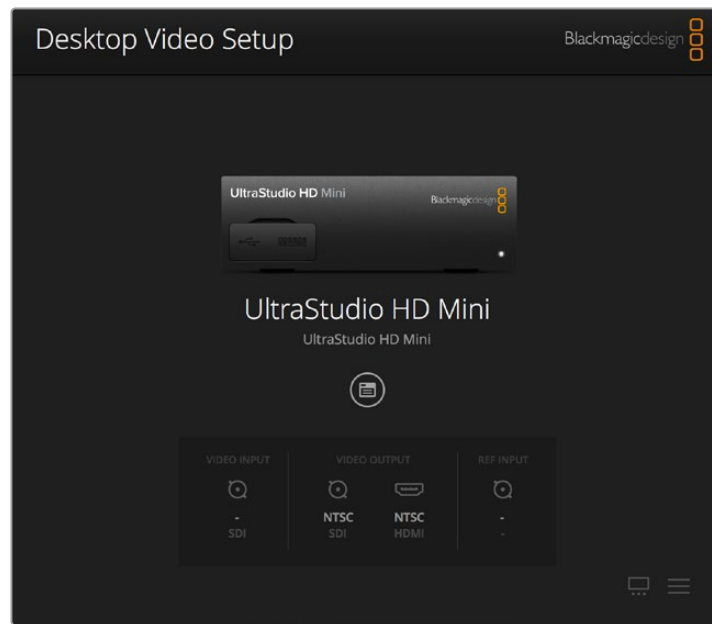 Desktop Video Setup
Blackmagicdesign
UltraStudio HD Mini
Blackmagicdesign
UltraStudio HD Mini
UltraStudio HD Mini
VIDEO INPUT VIDEO OUTPUT REF INPUT
- NTSC NTSC -
SDI SDI HDMI -